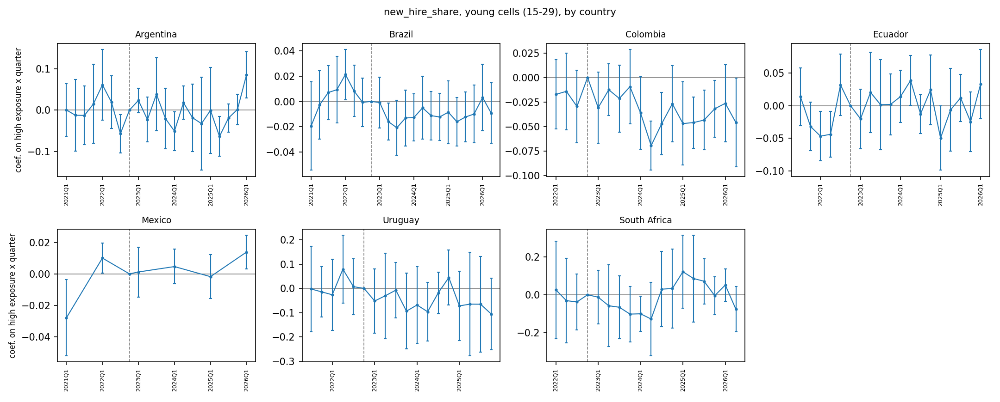 new_hire_share, young cells (15-29), by country
Argentina
coef. on high exposure x quarter
0.1
0.0
−0.1
2021Q1
2022Q1
2023Q1
2024Q1
2025Q1
2026Q1
Brazil
0.04
0.02
0.00
−0.02
−0.04
2021Q1
2022Q1
2023Q1
2024Q1
2025Q1
2026Q1
Colombia
0.025
0.000
−0.025
−0.050
−0.075
−0.100
2022Q1
2023Q1
2024Q1
2025Q1
2026Q1
Ecuador
0.05
0.00
−0.05
−0.10
2022Q1
2023Q1
2024Q1
2025Q1
2026Q1
Mexico
coef. on high exposure x quarter
0.02
0.00
−0.02
−0.04
2021Q1
2022Q1
2023Q1
2024Q1
2025Q1
2026Q1
Uruguay
0.2
0.1
0.0
−0.1
−0.2
−0.3
2022Q1
2023Q1
2024Q1
2025Q1
South Africa
0.2
0.0
−0.2
2022Q1
2023Q1
2024Q1
2025Q1
2026Q1